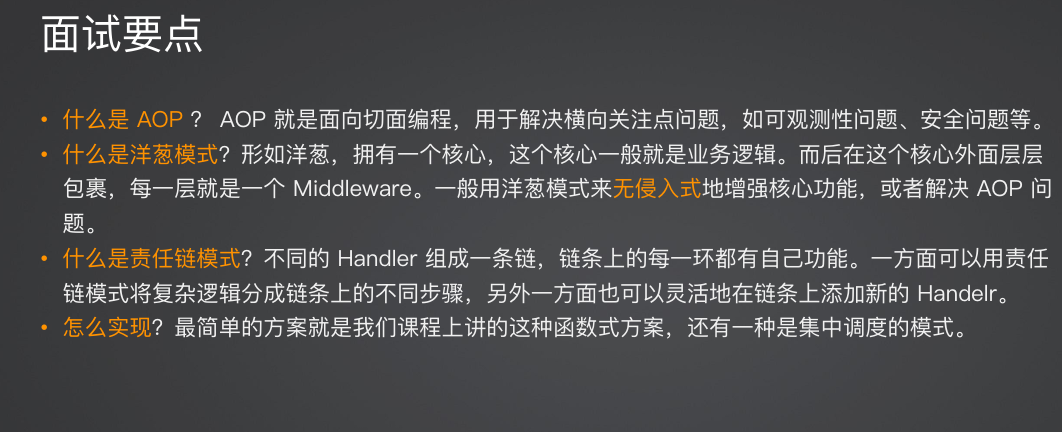 面试要点
• 什么是 AOP ？ AOP 就是面向切面编程，用于解决横向关注点问题，如可观测性问题、安全问题等。
• 什么是洋葱模式？形如洋葱，拥有一个核心，这个核心一般就是业务逻辑。而后在这个核心外面层层
包裹，每一层就是一个 Middleware。一般用洋葱模式来无侵入式地增强核心功能，或者解决 AOP 问
题。
• 什么是责任链模式？不同的 Handler 组成一条链，链条上的每一环都有自己功能。一方面可以用责任
链模式将复杂逻辑分成链条上的不同步骤，另外一方面也可以灵活地在链条上添加新的 Handelr。
• 怎么实现？最简单的方案就是我们课程上讲的这种函数式方案，还有一种是集中调度的模式。